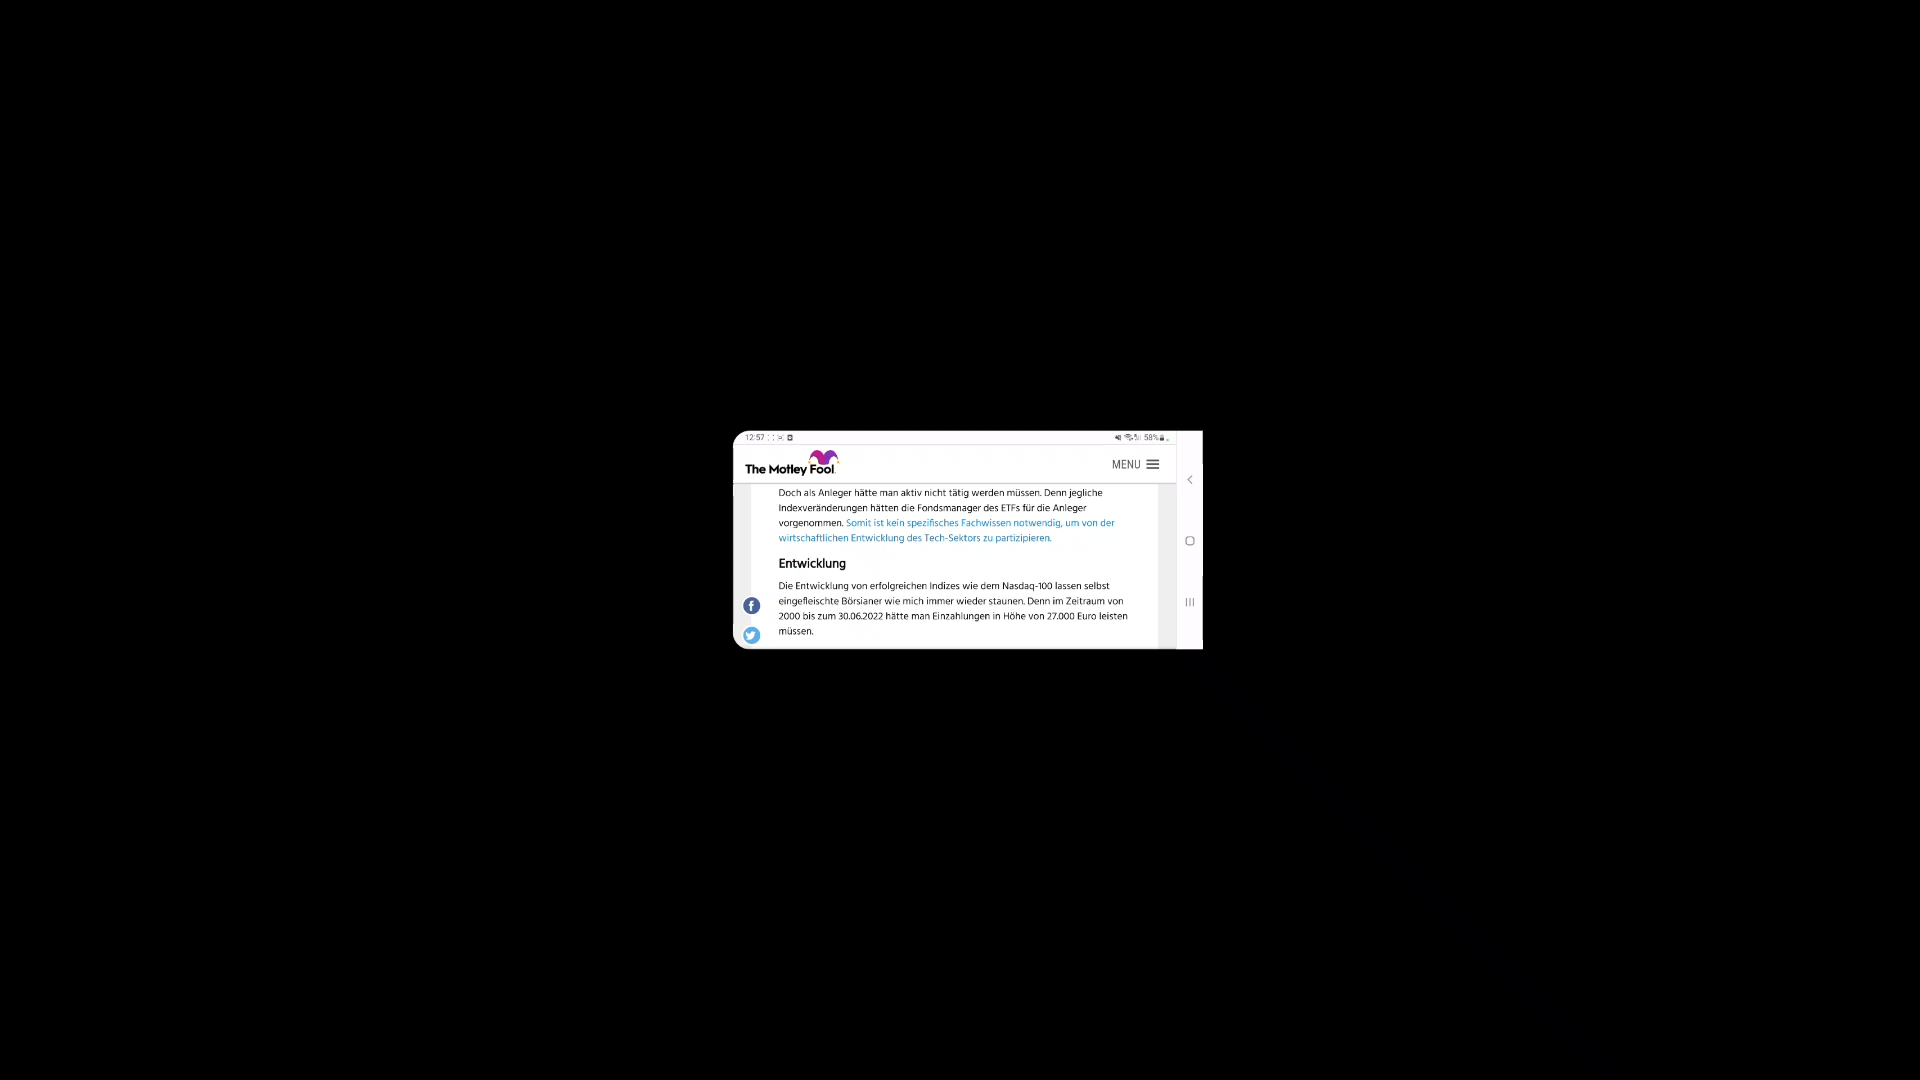 12:57
58%
The Motley Fool.
MENU
Doch als Anleger hätte man aktiv nicht tätig werden müssen. Denn jegliche
Indexveränderungen hätten die Fondsmanager des ETFs für die Anleger
vorgenommen. Somit ist kein spezifisches Fachwissen notwendig, um von der
wirtschaftlichen Entwicklung des Tech-Sektors zu partizipieren.
Entwicklung
Die Entwicklung von erfolgreichen Indizes wie dem Nasdaq-100 lassen selbst
eingefleischte Börsianer wie mich immer wieder staunen. Denn im Zeitraum von
2000 bis zum 30.06.2022 hätte man Einzahlungen in Höhe von 27.000 Euro leisten
müssen.